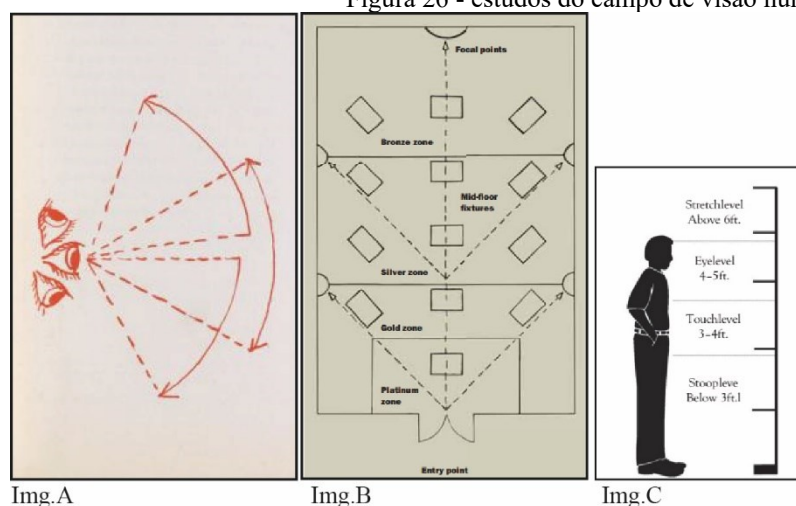 Figura 26 - estudos do campo de visão
Focal points
Bronze zone
Mid-floor
fixtures
Silver zone
Gold zone
Platinum
zone
Entry point
Stretchlevel
Above 6ft.
Eyelevel
4-5ft.
Touchlevel
3-4ft.
Stoopleve
Below 3ft.l
Img.A
Img.B
Img.C